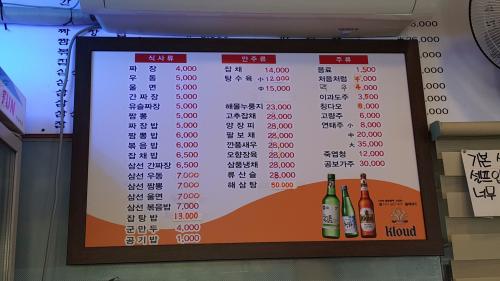 식사류
짜 장 4,000
우 동 5,000
울 면 5,000
간 짜 장 5,000
유슬짜장 5,000
짬 뽕 5,000
짜 장 밥 5,000
짬 뽕 밥 6,000
볶 음 밥 6,000
잡 채 밥 6,500
삼선 간짜장 6,500
삼선 우동 7,000
삼선 짬뽕 7,000
삼선 울면 7,000
삼선 볶음밥 7,000
잡 탕 밥 13,000
군 만 두 4,000
공 기 밥 1,000
안주류
잡 채 14,000
탕 수 육 小 12,000
中 15,000
해물누룽지 23,000
고추잡채 28,000
양 장 피 28,000
팔 보 채 28,000
깐풍새우 28,000
오향장육 28,000
삼품냉채 28,000
류 산 슬 28,000
해 삼 탕 50,000
주류
음료 1,500
처음처럼 4,000
맥 주 4,000
이과도주 3,500
칭다오 6,000
고량주 6,000
연태주 小 8,000
中 20,000
大 35,000
죽엽청 12,000
공보가주 30,000
kloud